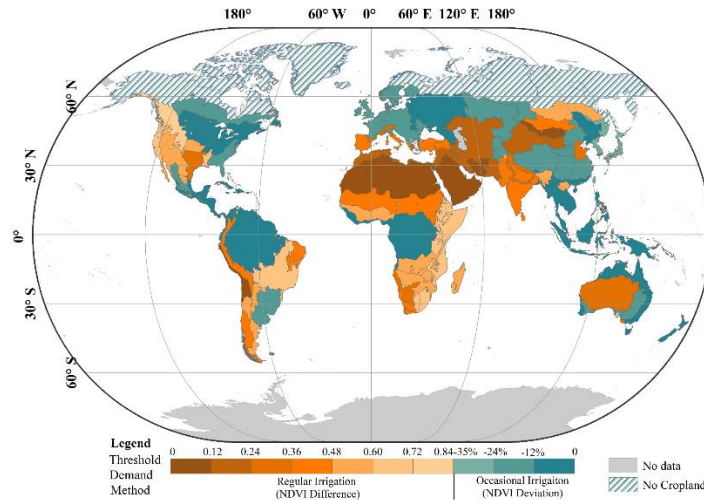 180° 60° W 0° 60° E 120° E 180°
60° N
30° N
0°
30° S
60° S
Legend
Threshold
Demand
Method
0 0.12 0.24 0.36 0.48 0.60 0.72 0.84 -35% -24% -12% 0
Regular Irrigation
(NDVI Difference)
Occasional Irrigaiton
(NDVI Deviation)
No data
No Cropland